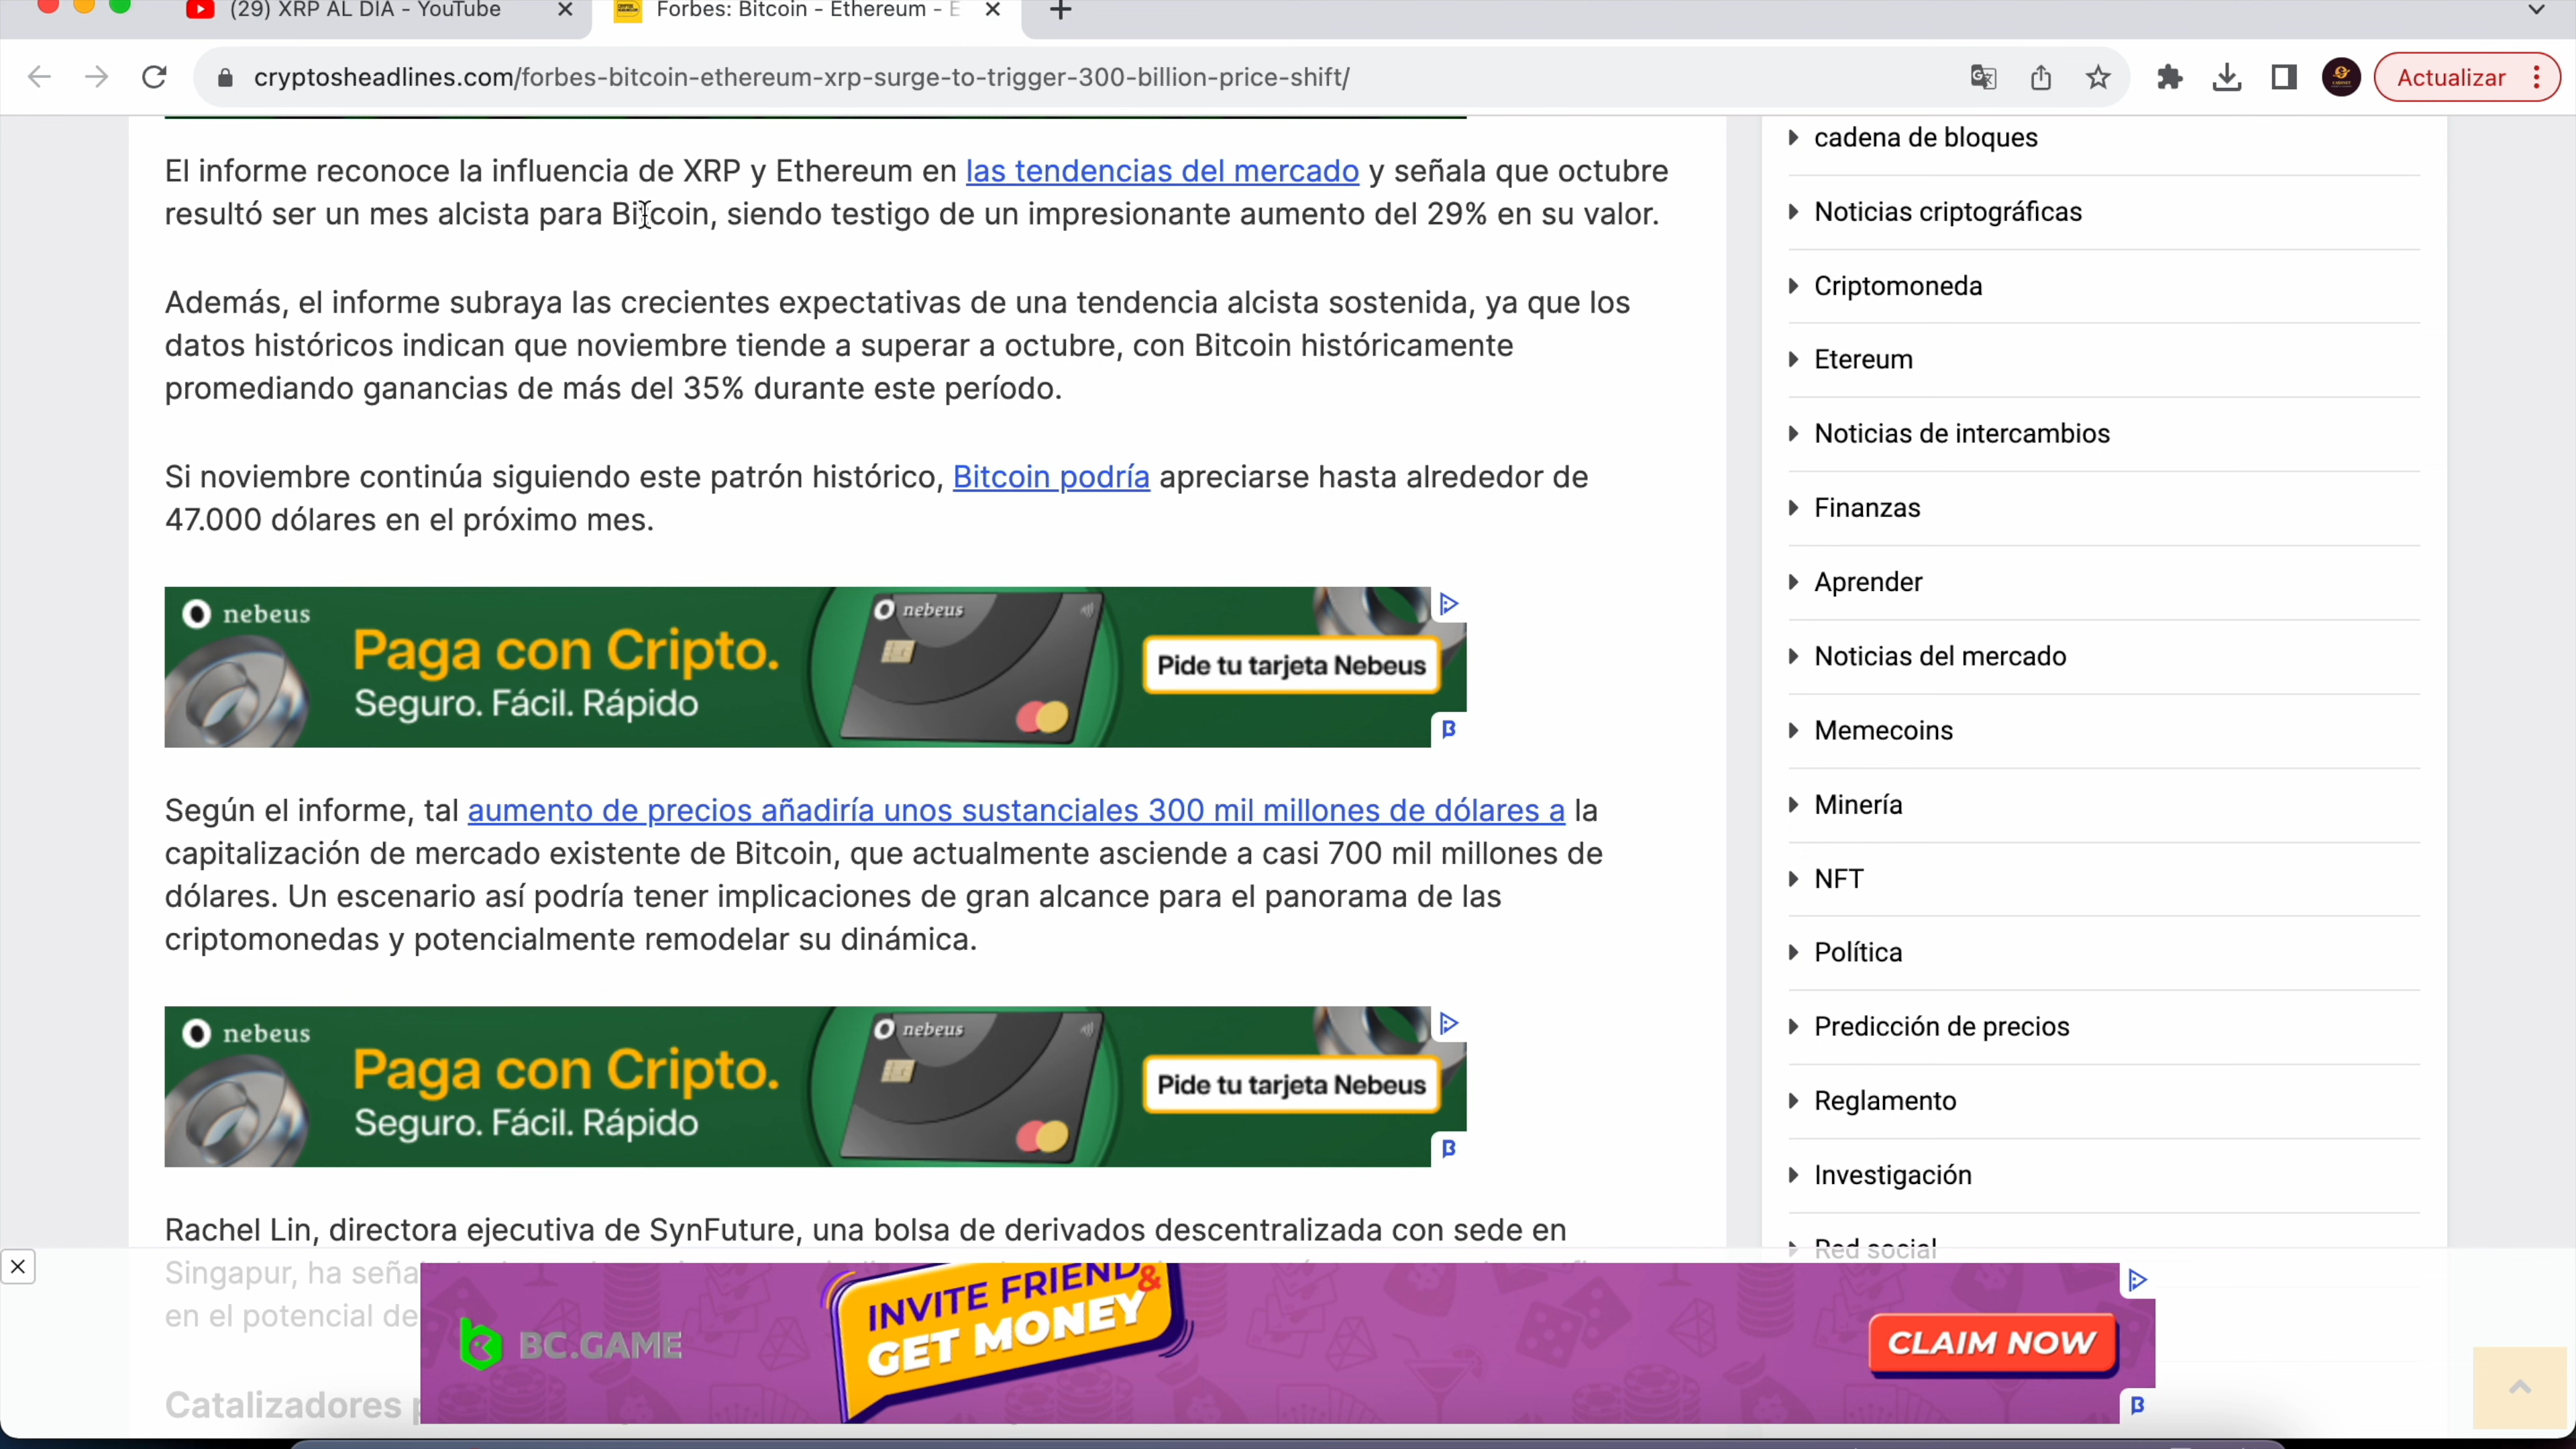 (29) XRP AL DIA - YouTube
Forbes: Bitcoin - Ethereum - E
cryptosheadlines.com/forbes-bitcoin-ethereum-xrp-surge-to-trigger-300-billion-price-shift/
Actualizar
El informe reconoce la influencia de XRP y Ethereum en las tendencias del mercado y señala que octubre
resultó ser un mes alcista para Bitcoin, siendo testigo de un impresionante aumento del 29% en su valor.
Además, el informe subraya las crecientes expectativas de una tendencia alcista sostenida, ya que los
datos históricos indican que noviembre tiende a superar a octubre, con Bitcoin históricamente
promediando ganancias de más del 35% durante este período.
Si noviembre continúa siguiendo este patrón histórico, Bitcoin podría apreciarse hasta alrededor de
47.000 dólares en el próximo mes.
nebeus
Paga con Cripto.
Seguro. Fácil. Rápido
nebeus
Pide tu tarjeta Nebeus
Según el informe, tal aumento de precios añadiría unos sustanciales 300 mil millones de dólares a la
capitalización de mercado existente de Bitcoin, que actualmente asciende a casi 700 mil millones de
dólares. Un escenario así podría tener implicaciones de gran alcance para el panorama de las
criptomonedas y potencialmente remodelar su dinámica.
nebeus
Paga con Cripto.
Seguro. Fácil. Rápido
nebeus
Pide tu tarjeta Nebeus
Rachel Lin, directora ejecutiva de SynFuture, una bolsa de derivados descentralizada con sede en
Singapur, ha seña
en el potencial de
Catalizadores p
cadena de bloques
Noticias criptográficas
Criptomoneda
Etereum
Noticias de intercambios
Finanzas
Aprender
Noticias del mercado
Memecoins
Minería
NFT
Política
Predicción de precios
Reglamento
Investigación
Red social
BC.GAME
INVITE FRIEND &
GET MONEY
CLAIM NOW